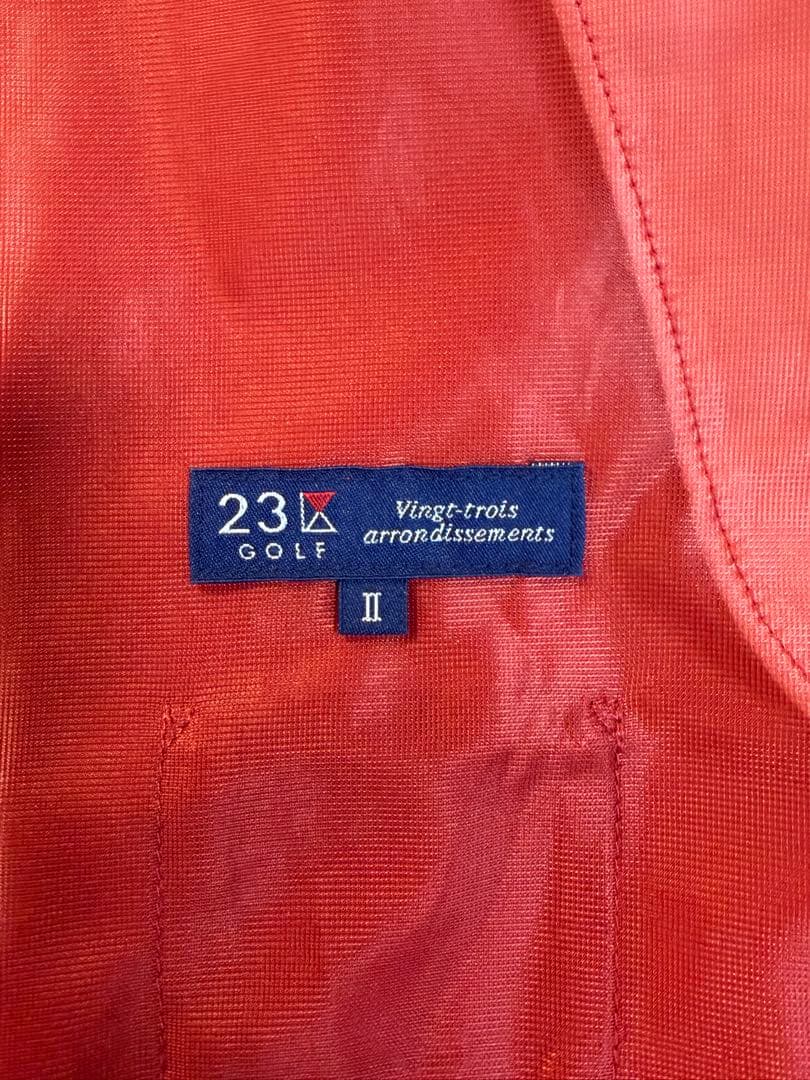 23
GOLF
Vingt-trois
arrondissements
II